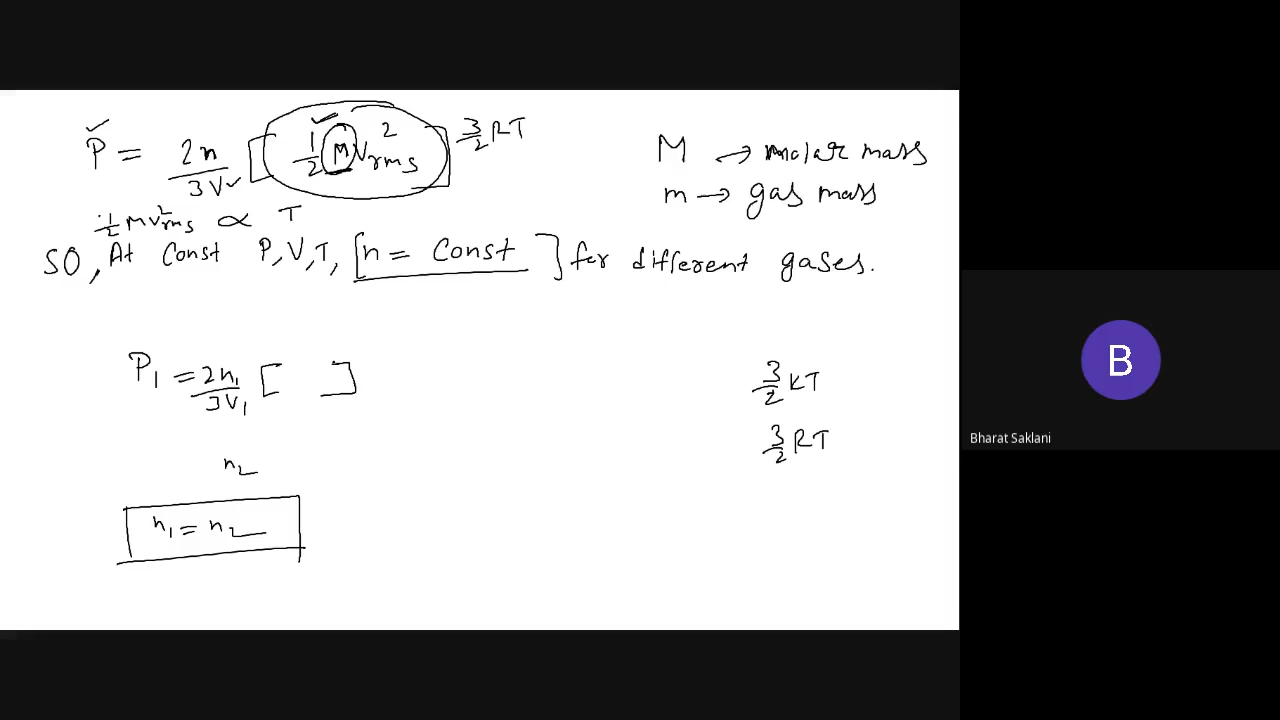 P = 2n/3V [ 1/2 M V²rms ] 3/2 RT
M → molar mass
m → gas mass
1/2 MV²rms ∝ T
SO, At Const P, V, T, [n = Const] for different gases.
P₁ = 2n₁/3V₁ [ ]
3/2 KT
3/2 RT
n₂
n₁ = n₂
B
Bharat Saklani